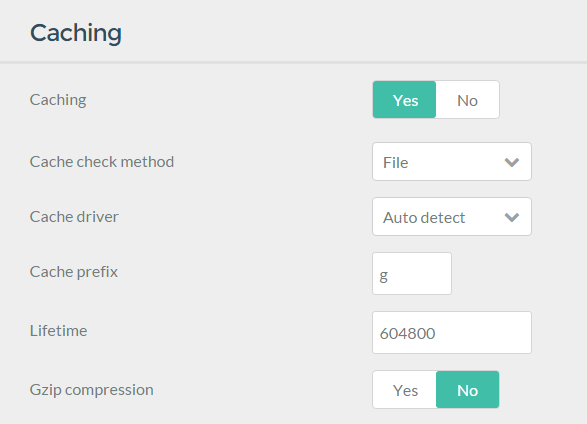 Caching
Caching Yes No
Cache check method File
Cache driver Auto detect
Cache prefix g
Lifetime 604800
Gzip compression Yes No